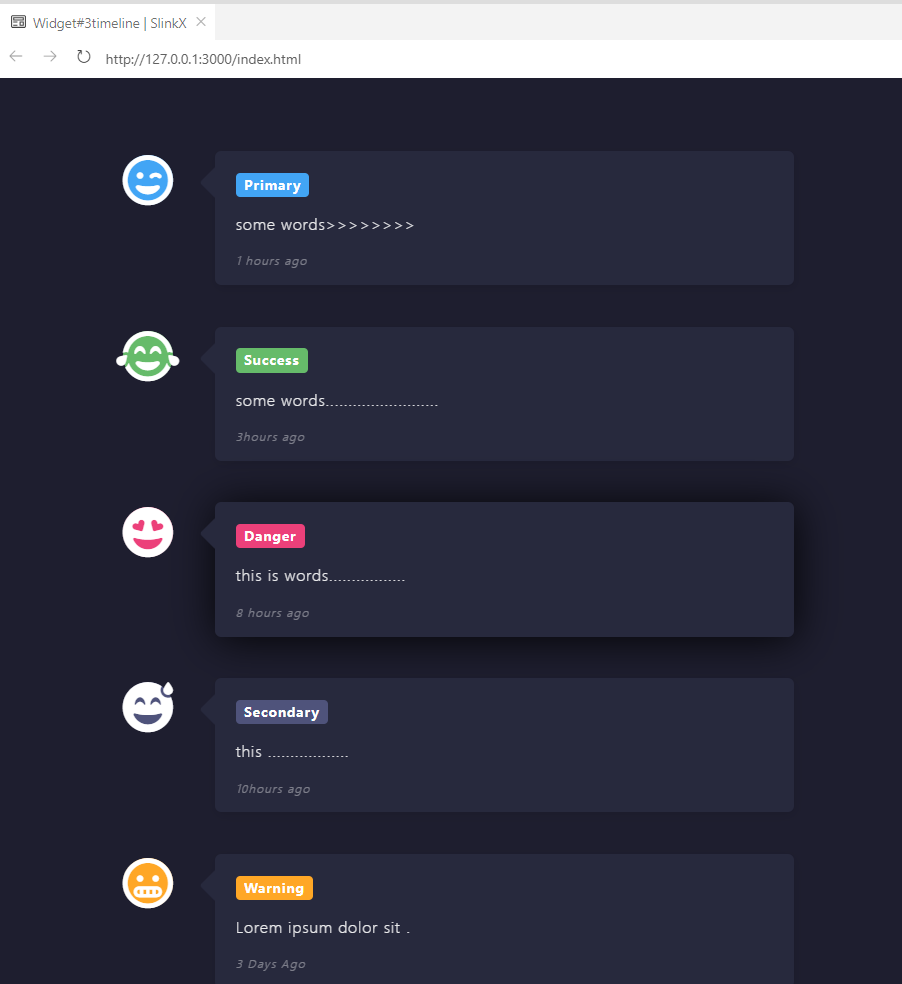 Widget#3timeline | SlinkX
http://127.0.0.1:3000/index.html
Primary
some words>>>>>>>>
1 hours ago
Success
some words.........................
3hours ago
Danger
this is words.................
8 hours ago
Secondary
this ..................
10hours ago
Warning
Lorem ipsum dolor sit .
3 Days Ago